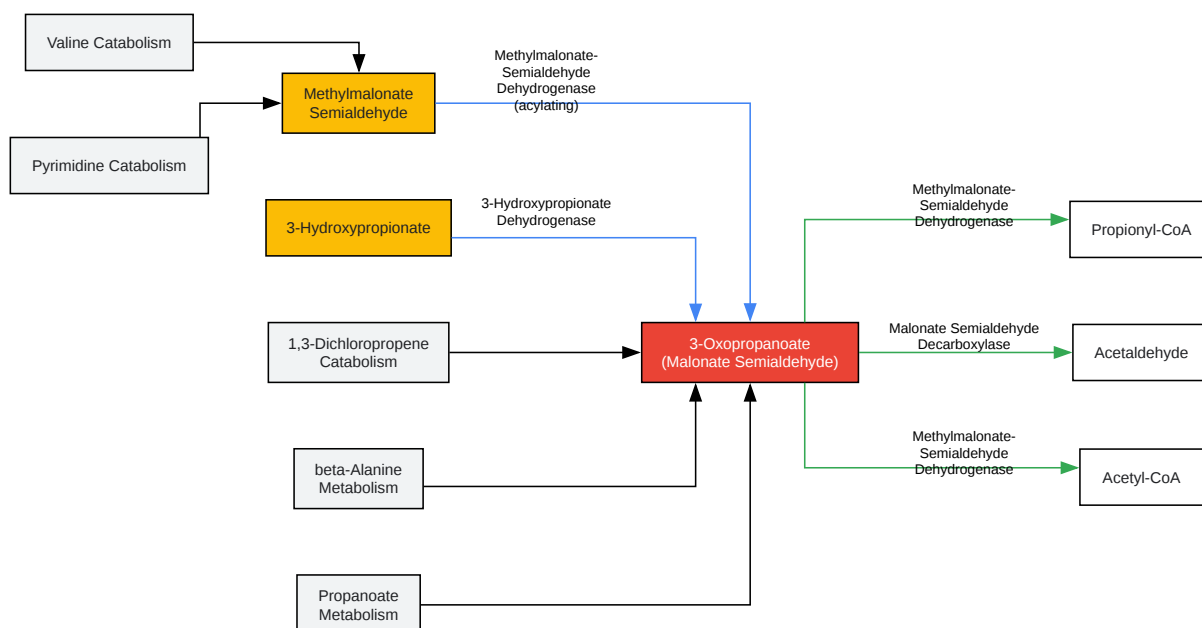 Valine Catabolism
Methylmalonate
Semialdehyde
Pyrimidine Catabolism
Methylmalonate-
Semialdehyde
Dehydrogenase
(acylating)
3-Hydroxypropionate
3-Hydroxypropionate
Dehydrogenase
1,3-Dichloropropene
Catabolism
3-Oxopropanoate
(Malonate Semialdehyde)
beta-Alanine
Metabolism
Propanoate
Metabolism
Methylmalonate-
Semialdehyde
Dehydrogenase
Propionyl-CoA
Malonate Semialdehyde
Decarboxylase
Acetaldehyde
Methylmalonate-
Semialdehyde
Dehydrogenase
Acetyl-CoA